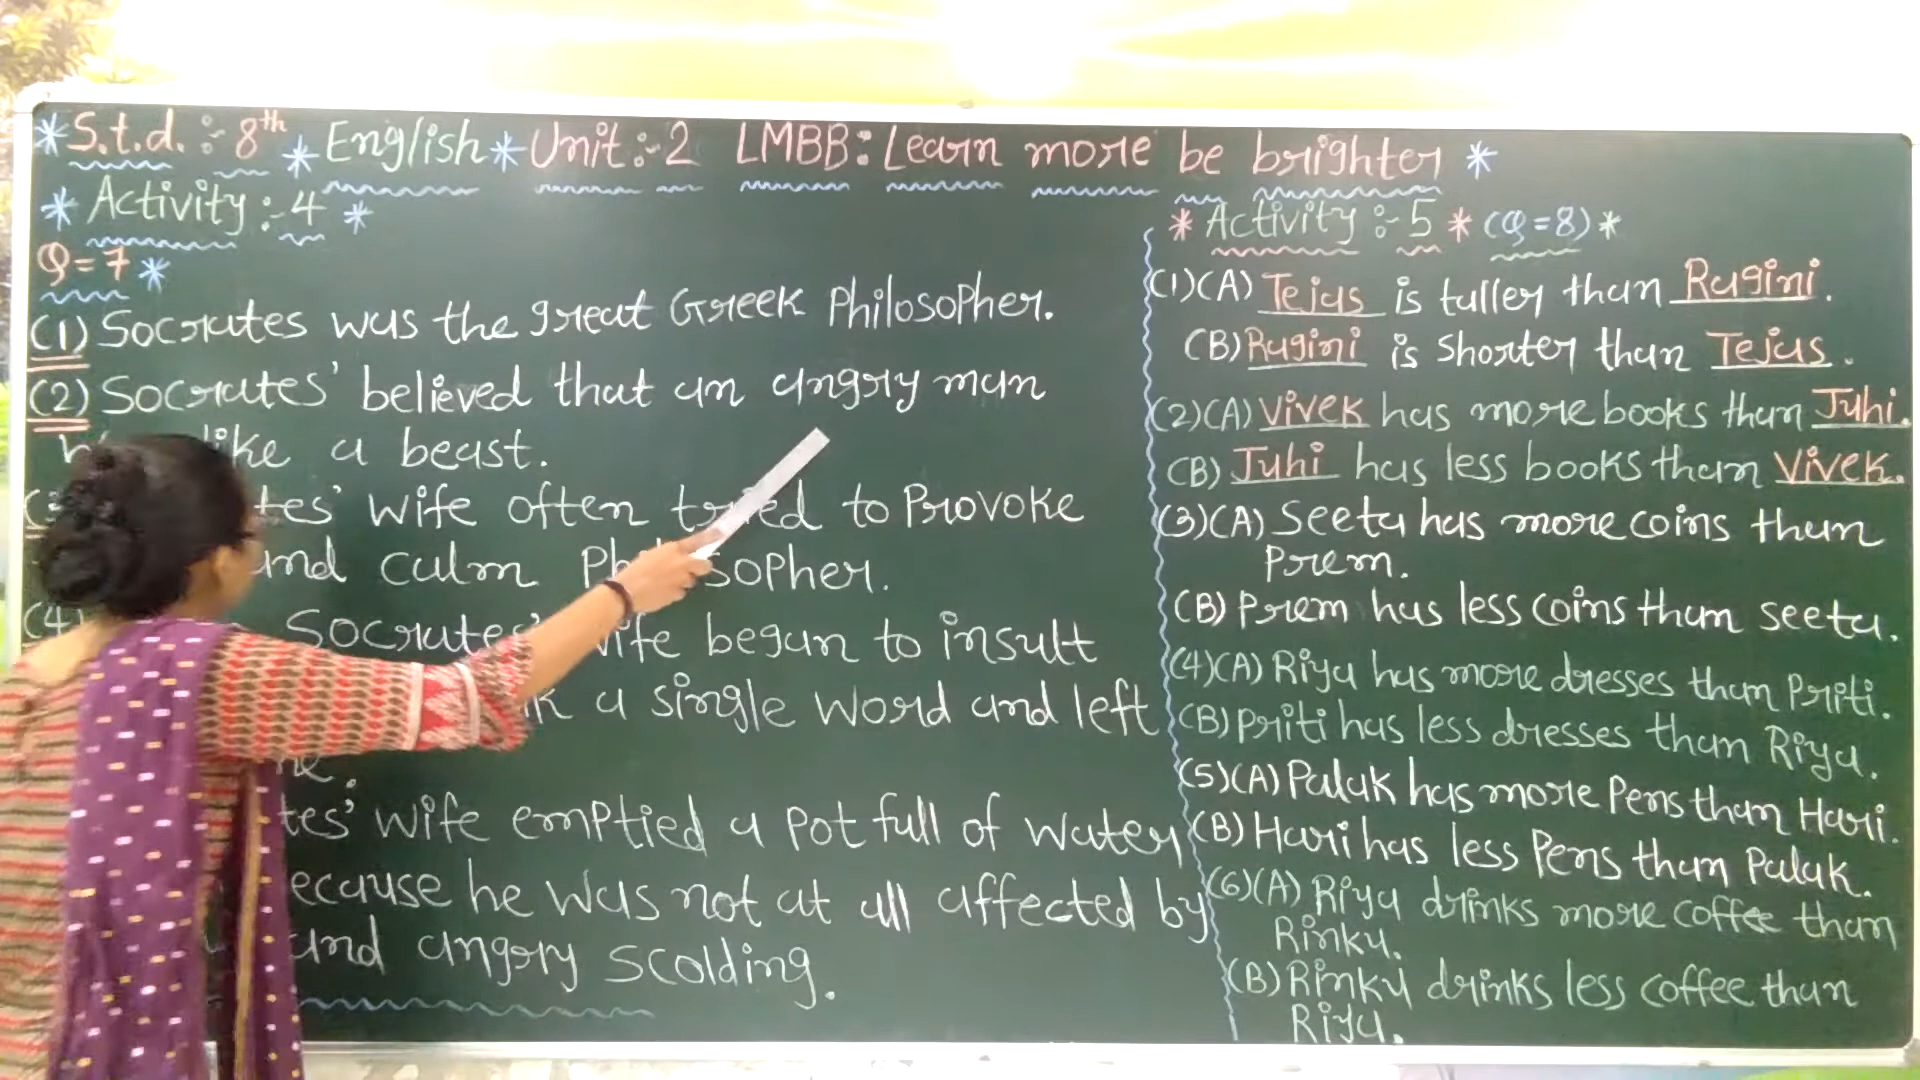 * S.t.d. :- 8th * English * Unit :- 2 LMBB: Learn more be brighter *
* Activity :- 4 *
Q=7 *
(1) Socrates was the great Greek Philosopher.
(2) Socrates' believed that an angry man
a beast.
wife often tried to Provoke
and calm
(4) Socrates' wife began to insult
a single word and left
wife emptied a pot full of water
because he was not at all affected by
and angry scolding.
* Activity :- 5 * (Q=8) *
(1)(A) Tejas is taller than Ragini.
(B) Ragini is shorter than Tejas.
(2)(A) Vivek has more books than Juhi.
(B) Juhi has less books than Vivek.
(3)(A) Seeta has more coins than
Prem.
(B) Prem has less coins than seeta.
(4)(A) Riya has more dresses than Priti.
(B) Priti has less dresses than Riya.
(5)(A) Palak has more Pens than Hari.
(B) Hari has less Pens than Palak.
(6)(A) Riya drinks more coffee than
Rinku.
(B) Rinku drinks less coffee than
Riya.